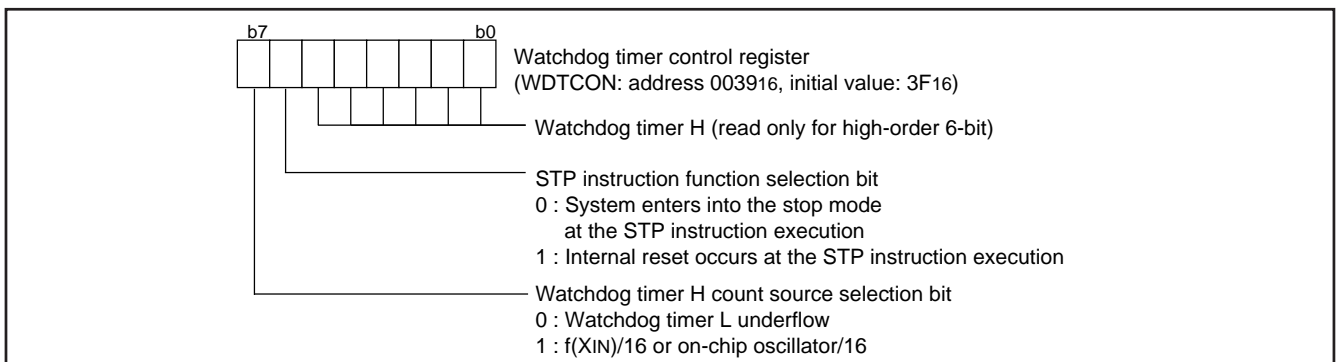 b7 b0
Watchdog timer control register
(WDTCON: address 003916, initial value: 3F16)
Watchdog timer H (read only for high-order 6-bit)
STP instruction function selection bit
0 : System enters into the stop mode
at the STP instruction execution
1 : Internal reset occurs at the STP instruction execution
Watchdog timer H count source selection bit
0 : Watchdog timer L underflow
1 : f(XIN)/16 or on-chip oscillator/16